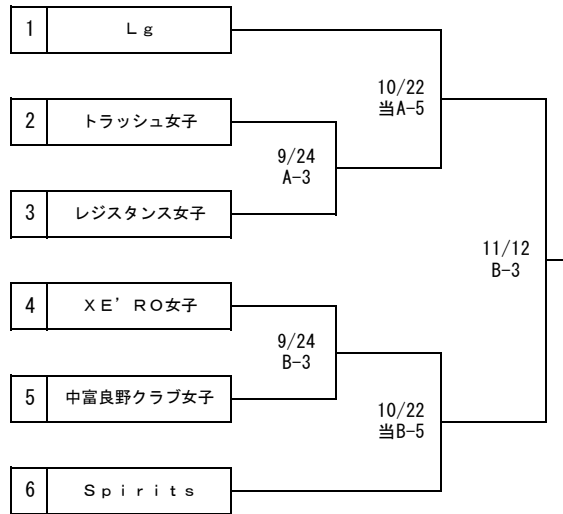 1 Ｌｇ
10/22
当A-5
2 トラッシュ女子
9/24
A-3
3 レジスタンス女子
11/12
B-3
4 ＸＥ’ＲＯ女子
9/24
B-3
5 中富良野クラブ女子
10/22
当B-5
6 Ｓｐｉｒｉｔｓ